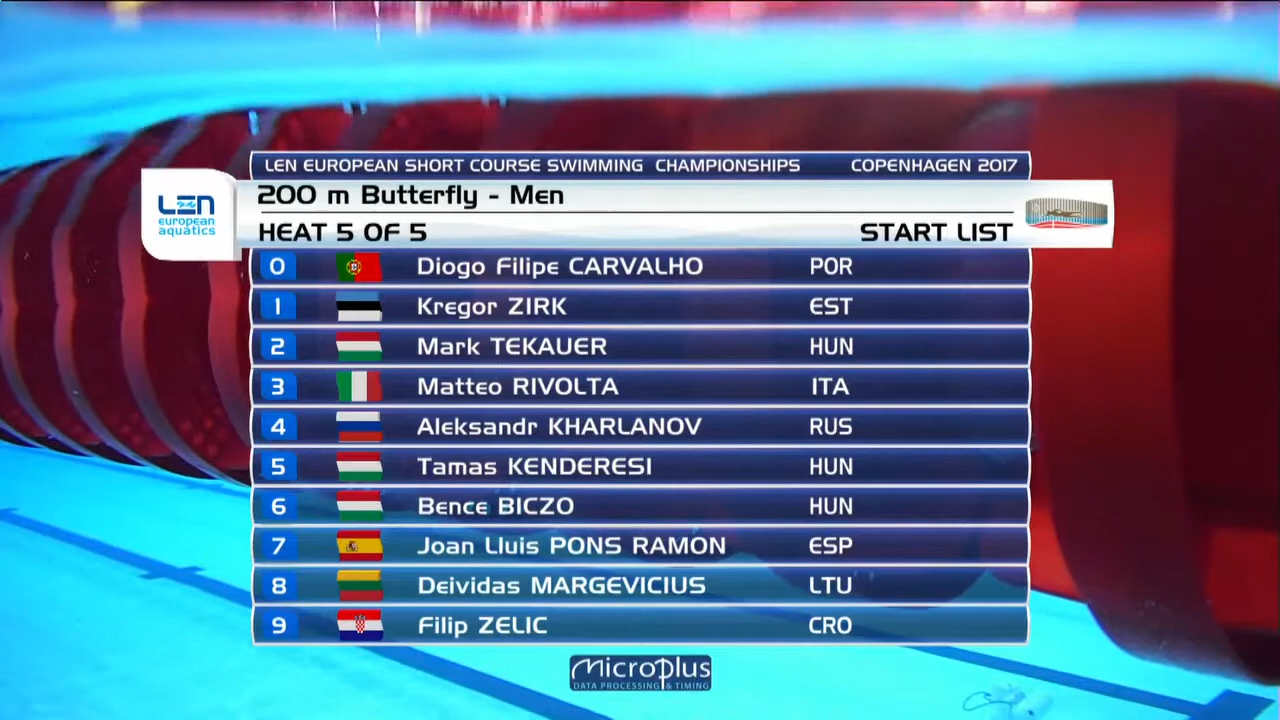 LEN EUROPEAN SHORT COURSE SWIMMING CHAMPIONSHIPS COPENHAGEN 2017
LEN
european
aquatics
200 m Butterfly - Men
HEAT 5 OF 5 START LIST
0 Diogo Filipe CARVALHO POR
1 Kregor ZIRK EST
2 Mark TEKAUER HUN
3 Matteo RIVOLTA ITA
4 Aleksandr KHARLANOV RUS
5 Tamas KENDERESI HUN
6 Bence BICZO HUN
7 Joan Lluis PONS RAMON ESP
8 Deividas MARGEVICIUS LTU
9 Filip ZELIC CRO
Microplus
DATA PROCESSING & TIMING